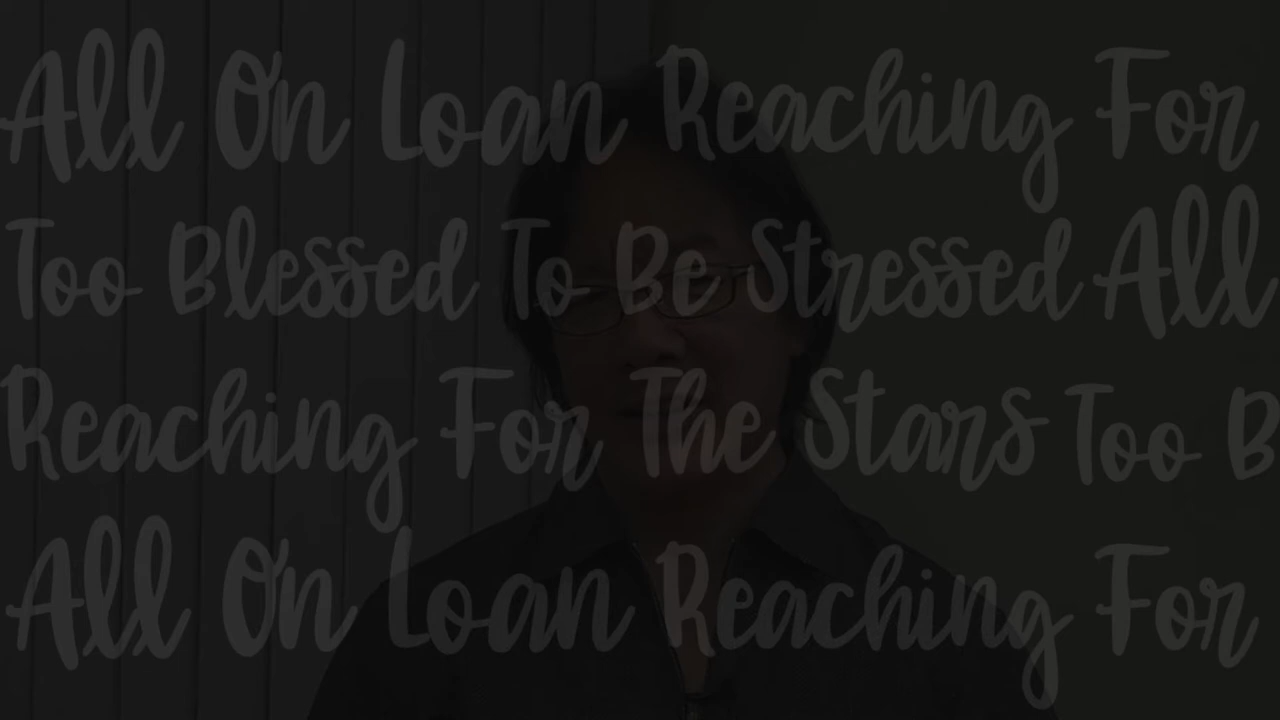 All On Loan Reaching For
Too Blessed To Be Stressed All
Reaching For The Stars Too B
All On Loan Reaching For